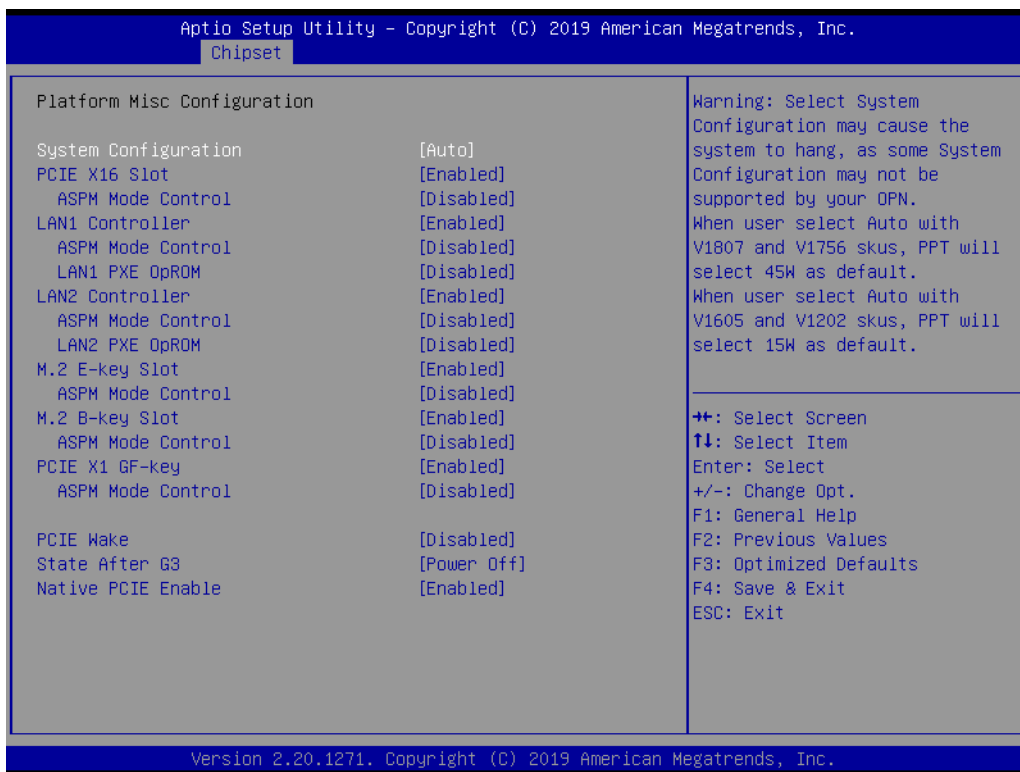 Aptio Setup Utility – Copyright (C) 2019 American Megatrends, Inc.
Chipset
Platform Misc Configuration
System Configuration [Auto]
PCIE X16 Slot [Enabled]
ASPM Mode Control [Disabled]
LAN1 Controller [Enabled]
ASPM Mode Control [Disabled]
LAN1 PXE OpROM [Disabled]
LAN2 Controller [Enabled]
ASPM Mode Control [Disabled]
LAN2 PXE OpROM [Disabled]
M.2 E-key Slot [Enabled]
ASPM Mode Control [Disabled]
M.2 B-key Slot [Enabled]
ASPM Mode Control [Disabled]
PCIE X1 GF-key [Enabled]
ASPM Mode Control [Disabled]
PCIE Wake [Disabled]
State After G3 [Power Off]
Native PCIE Enable [Enabled]
Warning: Select System
Configuration may cause the
system to hang, as some System
Configuration may not be
supported by your OPN.
When user select Auto with
V1807 and V1756 skus, PPT will
select 45W as default.
When user select Auto with
V1605 and V1202 skus, PPT will
select 15W as default.
→←: Select Screen
↑↓: Select Item
Enter: Select
+/-: Change Opt.
F1: General Help
F2: Previous Values
F3: Optimized Defaults
F4: Save & Exit
ESC: Exit
Version 2.20.1271. Copyright (C) 2019 American Megatrends, Inc.